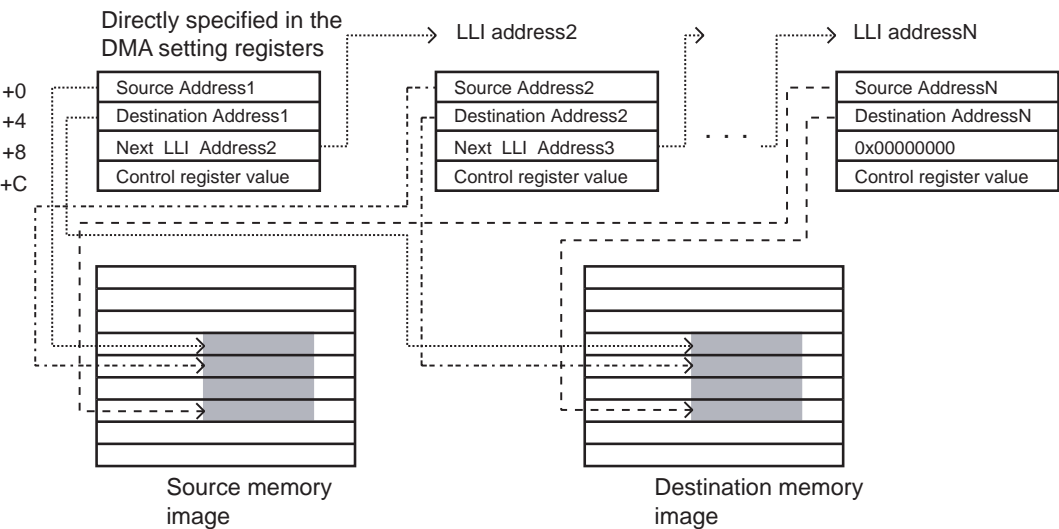 Directly specified in the
DMA setting registers
LLI address2
LLI addressN
+0
Source Address1
Source Address2
Source AddressN
+4
Destination Address1
Destination Address2
Destination AddressN
+8
Next LLI Address2
Next LLI Address3
. . .
0x00000000
+C
Control register value
Control register value
Control register value
Source memory
image
Destination memory
image